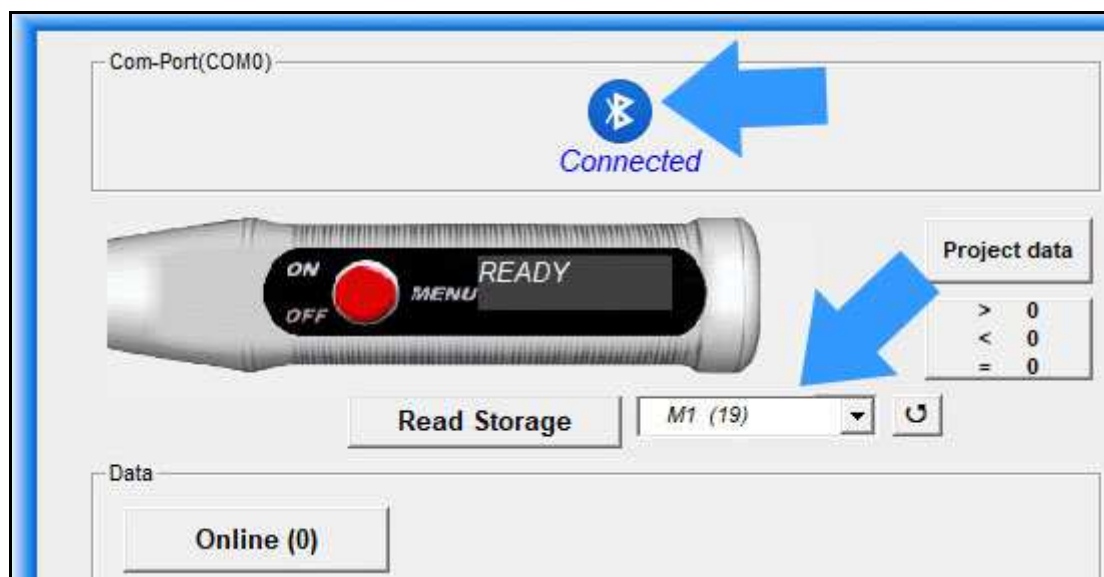 Com-Port(COM0)
Connected
ON
OFF
MENU
READY
Project data
> 0
< 0
= 0
Read Storage
M1 (19)
Data
Online (0)